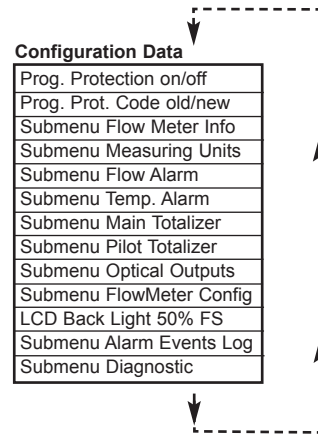 Configuration Data
Prog. Protection on/off
Prog. Prot. Code old/new
Submenu Flow Meter Info
Submenu Measuring Units
Submenu Flow Alarm
Submenu Temp. Alarm
Submenu Main Totalizer
Submenu Pilot Totalizer
Submenu Optical Outputs
Submenu FlowMeter Config
LCD Back Light 50% FS
Submenu Alarm Events Log
Submenu Diagnostic